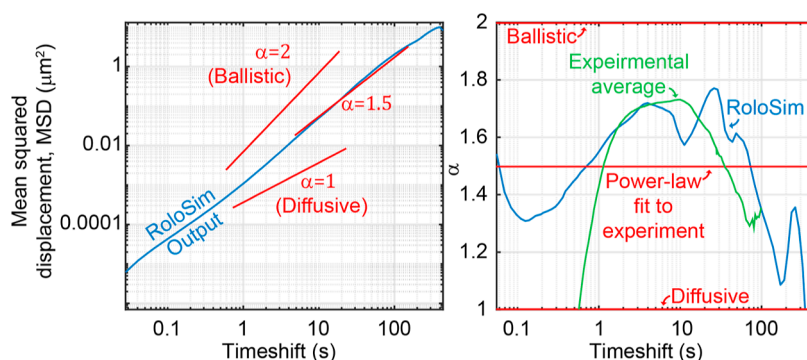 Mean squared
displacement, MSD (μm²)
1
0.01
0.0001
α=2
(Ballistic)
α=1.5
α=1
(Diffusive)
RoloSim
Output
0.1
1
10
100
Timeshift (s)
α
2
1.8
1.6
1.4
1.2
1
Ballistic
Expeirmental
average
RoloSim
Power-law
fit to
experiment
Diffusive
0.1
1
10
100
Timeshift (s)